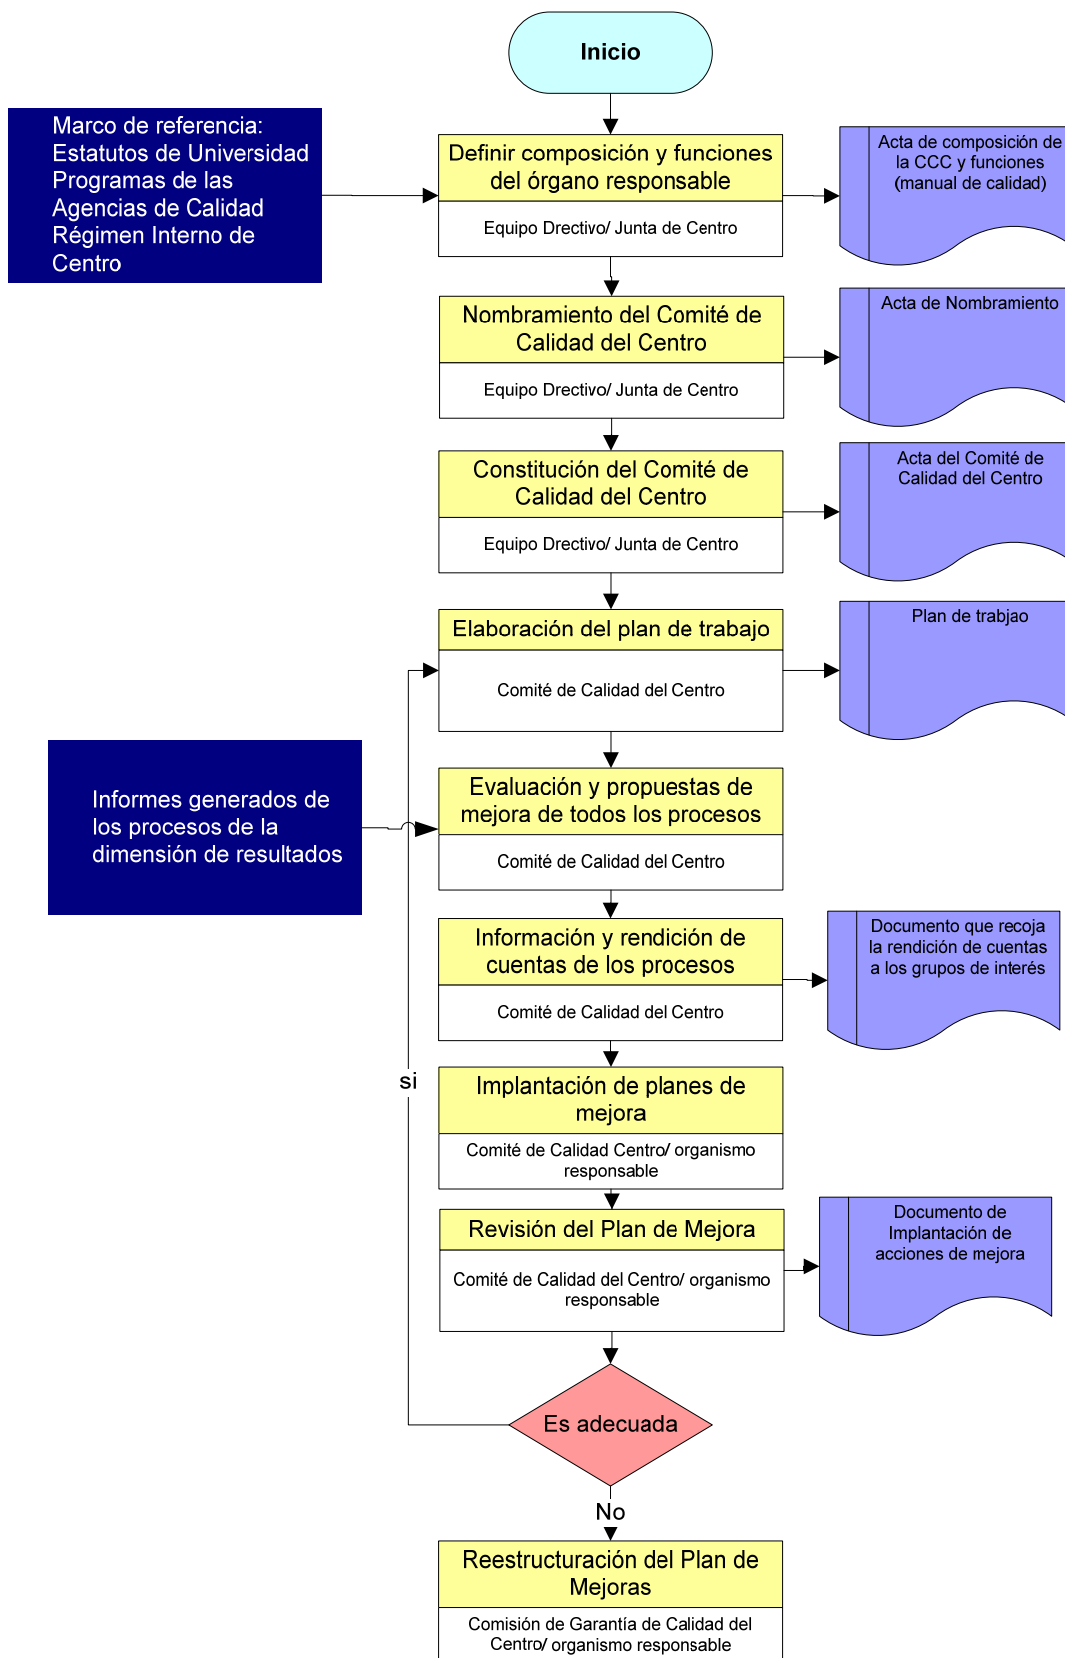 Inicio
Marco de referencia:
Estatutos de Universidad
Programas de las
Agencias de Calidad
Régimen Interno de
Centro
Definir composición y funciones
del órgano responsable
Equipo Directivo/ Junta de Centro
Acta de composición de
la CCC y funciones
(manual de calidad)
Nombramiento del Comité de
Calidad del Centro
Equipo Directivo/ Junta de Centro
Acta de Nombramiento
Constitución del Comité de
Calidad del Centro
Equipo Directivo/ Junta de Centro
Acta del Comité de
Calidad del Centro
Elaboración del plan de trabajo
Comité de Calidad del Centro
Plan de trabjao
Informes generados de
los procesos de la
dimensión de resultados
Evaluación y propuestas de
mejora de todos los procesos
Comité de Calidad del Centro
Información y rendición de
cuentas de los procesos
Comité de Calidad del Centro
Documento que recoja
la rendición de cuentas
a los grupos de interés
si
Implantación de planes de
mejora
Comité de Calidad Centro/ organismo
responsable
Revisión del Plan de Mejora
Comité de Calidad del Centro/ organismo
responsable
Documento de
Implantación de
acciones de mejora
Es adecuada
No
Reestructuración del Plan de
Mejoras
Comisión de Garantía de Calidad del
Centro/ organismo responsable